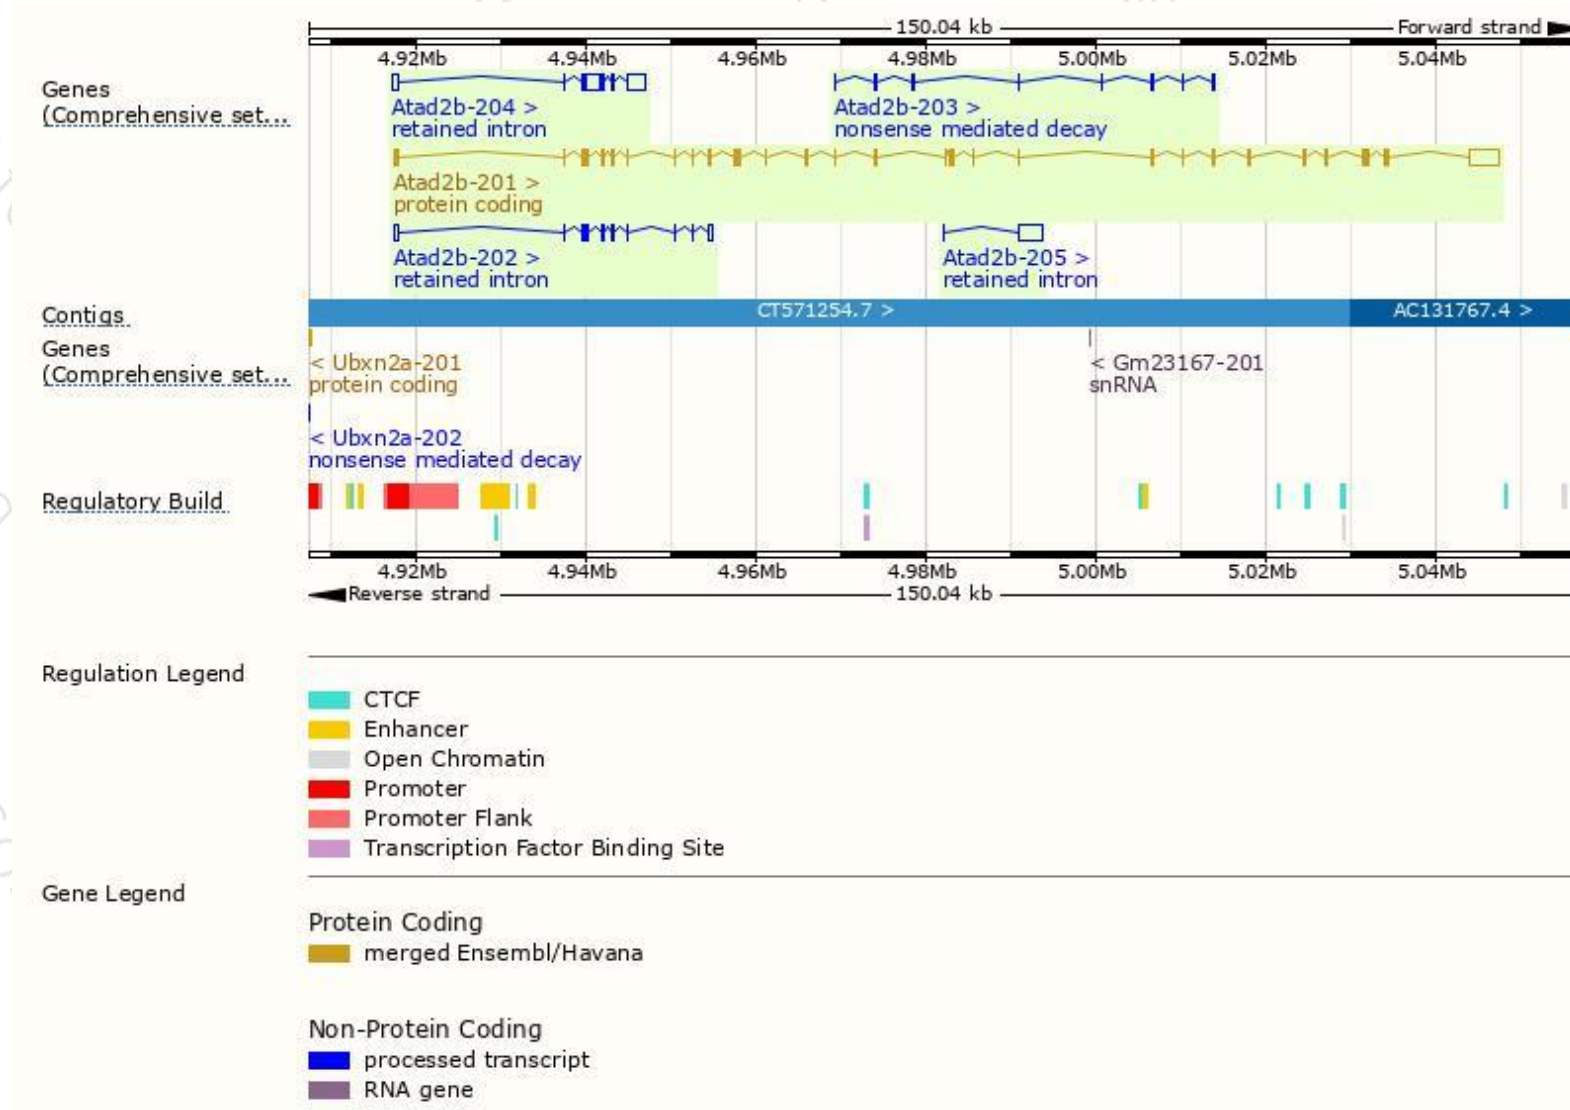 150.04 kb Forward strand
4.92Mb 4.94Mb 4.96Mb 4.98Mb 5.00Mb 5.02Mb 5.04Mb
Genes
(Comprehensive set...
Atad2b-204 > Atad2b-203 >
retained intron nonsense mediated decay
Atad2b-201 >
protein coding
Atad2b-202 > Atad2b-205 >
retained intron retained intron
Contigs CT571254.7 > AC131767.4 >
Genes
(Comprehensive set...
< Ubxn2a-201 < Gm23167-201
protein coding snRNA
< Ubxn2a-202
nonsense mediated decay
Regulatory Build
4.92Mb 4.94Mb 4.96Mb 4.98Mb 5.00Mb 5.02Mb 5.04Mb
Reverse strand 150.04 kb
Regulation Legend
CTCF
Enhancer
Open Chromatin
Promoter
Promoter Flank
Transcription Factor Binding Site
Gene Legend
Protein Coding
merged Ensembl/Havana
Non-Protein Coding
processed transcript
RNA gene